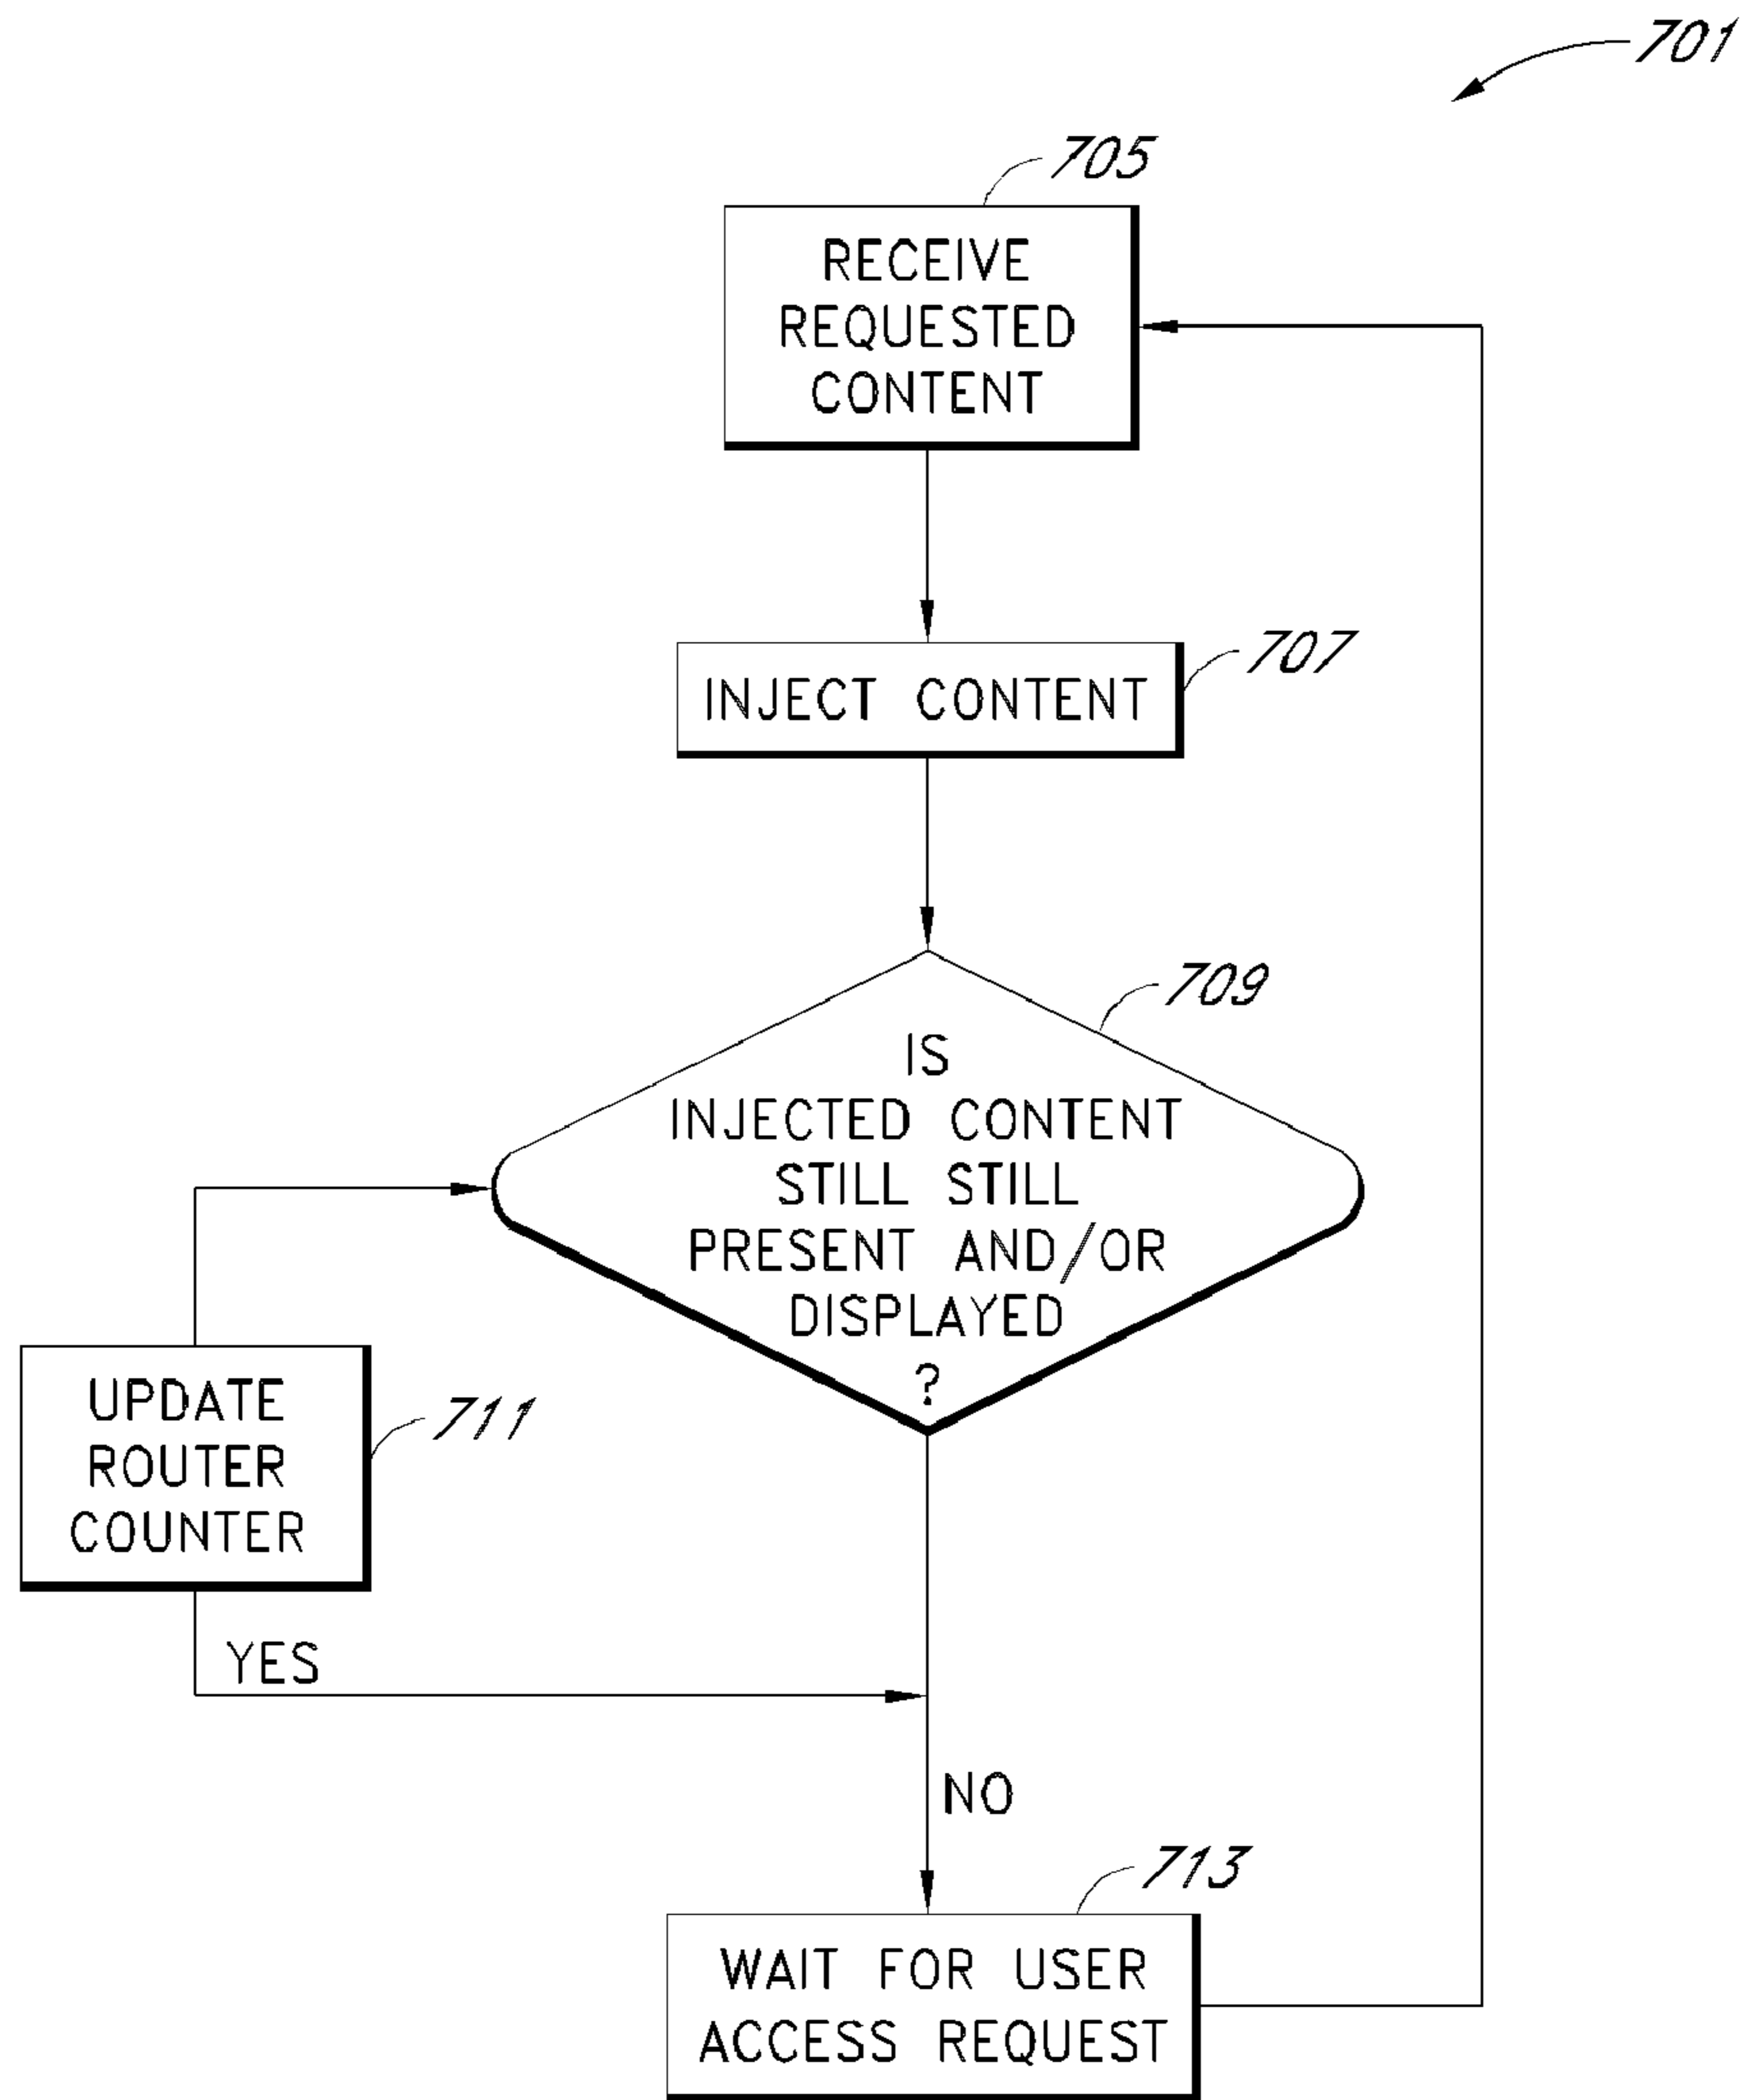 701
705
RECEIVE
REQUESTED
CONTENT
707
INJECT CONTENT
709
IS
INJECTED CONTENT
STILL STILL
PRESENT AND/OR
DISPLAYED
?
UPDATE
ROUTER
COUNTER
711
YES
NO
713
WAIT FOR USER
ACCESS REQUEST